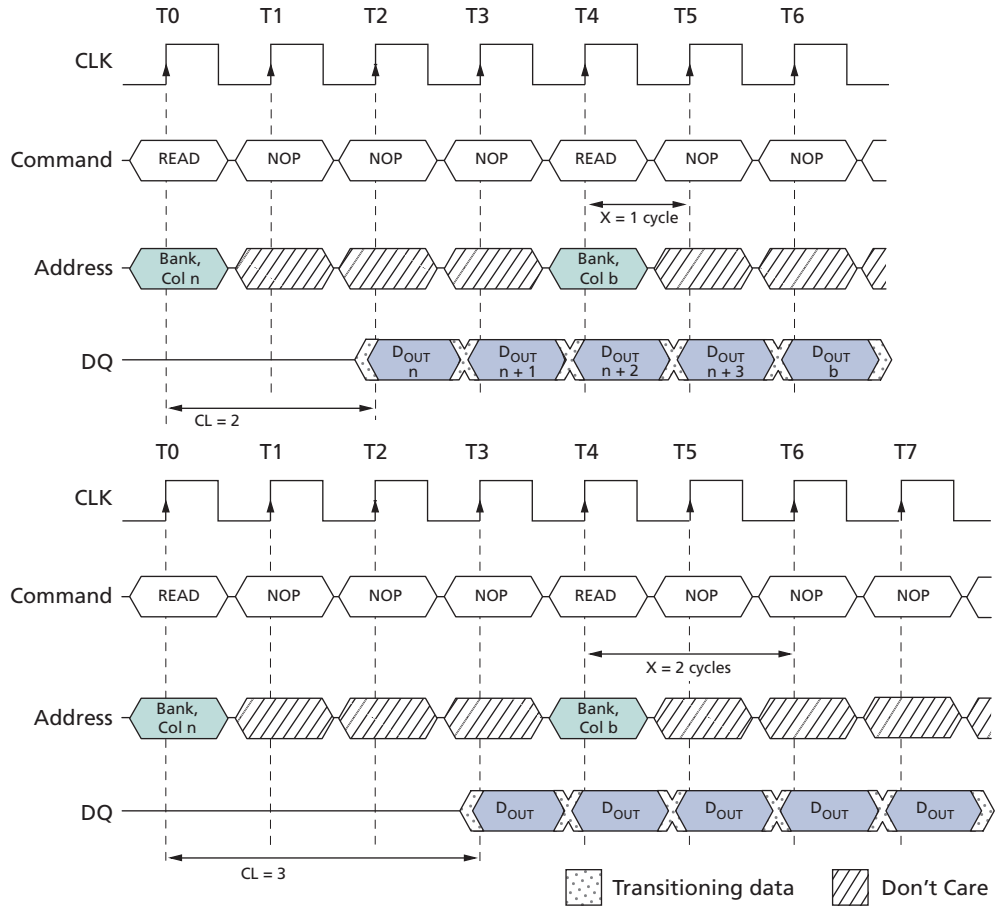 T0 T1 T2 T3 T4 T5 T6
CLK
Command READ NOP NOP NOP READ NOP NOP
X = 1 cycle
Address Bank, Col n Bank, Col b
DQ DOUT n DOUT n + 1 DOUT n + 2 DOUT n + 3 DOUT b
CL = 2
T0 T1 T2 T3 T4 T5 T6 T7
CLK
Command READ NOP NOP NOP READ NOP NOP NOP
X = 2 cycles
Address Bank, Col n Bank, Col b
DQ DOUT DOUT DOUT DOUT DOUT
CL = 3
Transitioning data Don't Care